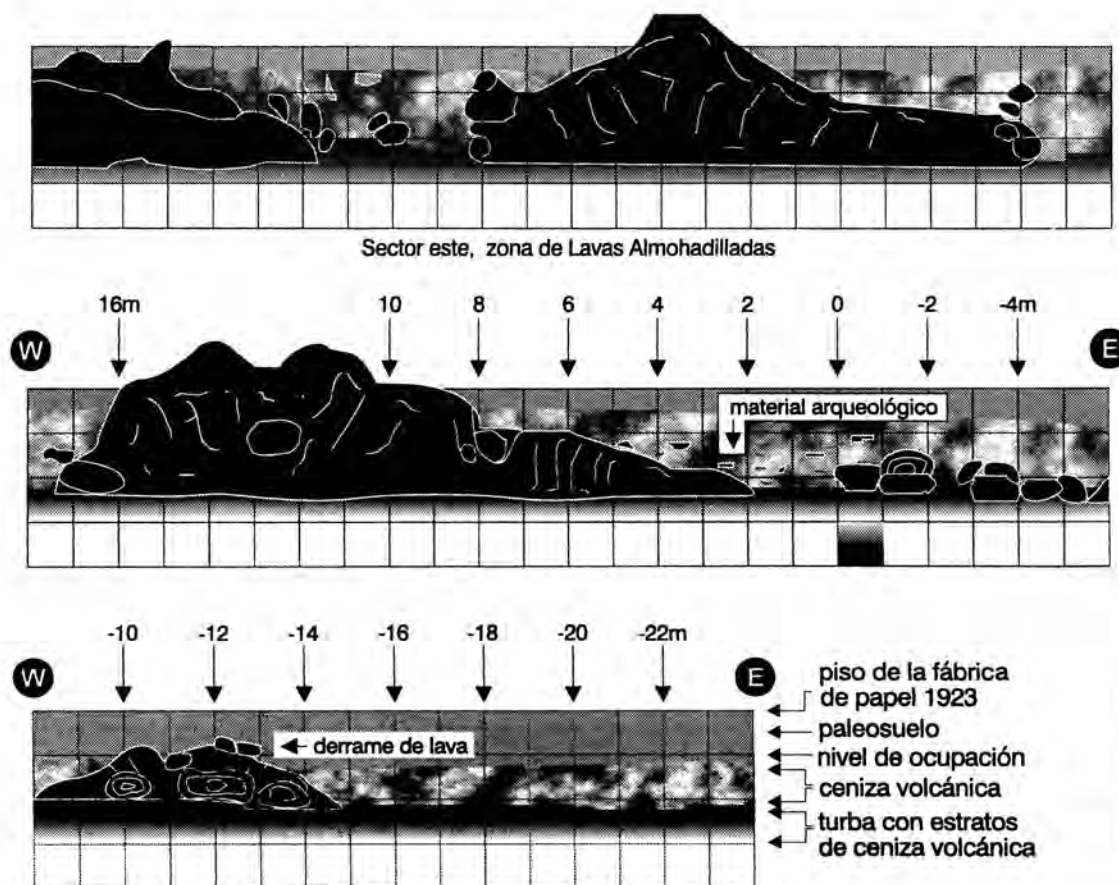 Sector este, zona de Lavas Almohadilladas
16m 10 8 6 4 2 0 -2 -4m
W E
material arqueológico
-10 -12 -14 -16 -18 -20 -22m
W E
derrame de lava
piso de la fábrica
de papel 1923
paleosuelo
nivel de ocupación
ceniza volcánica
turba con estratos
de ceniza volcánica